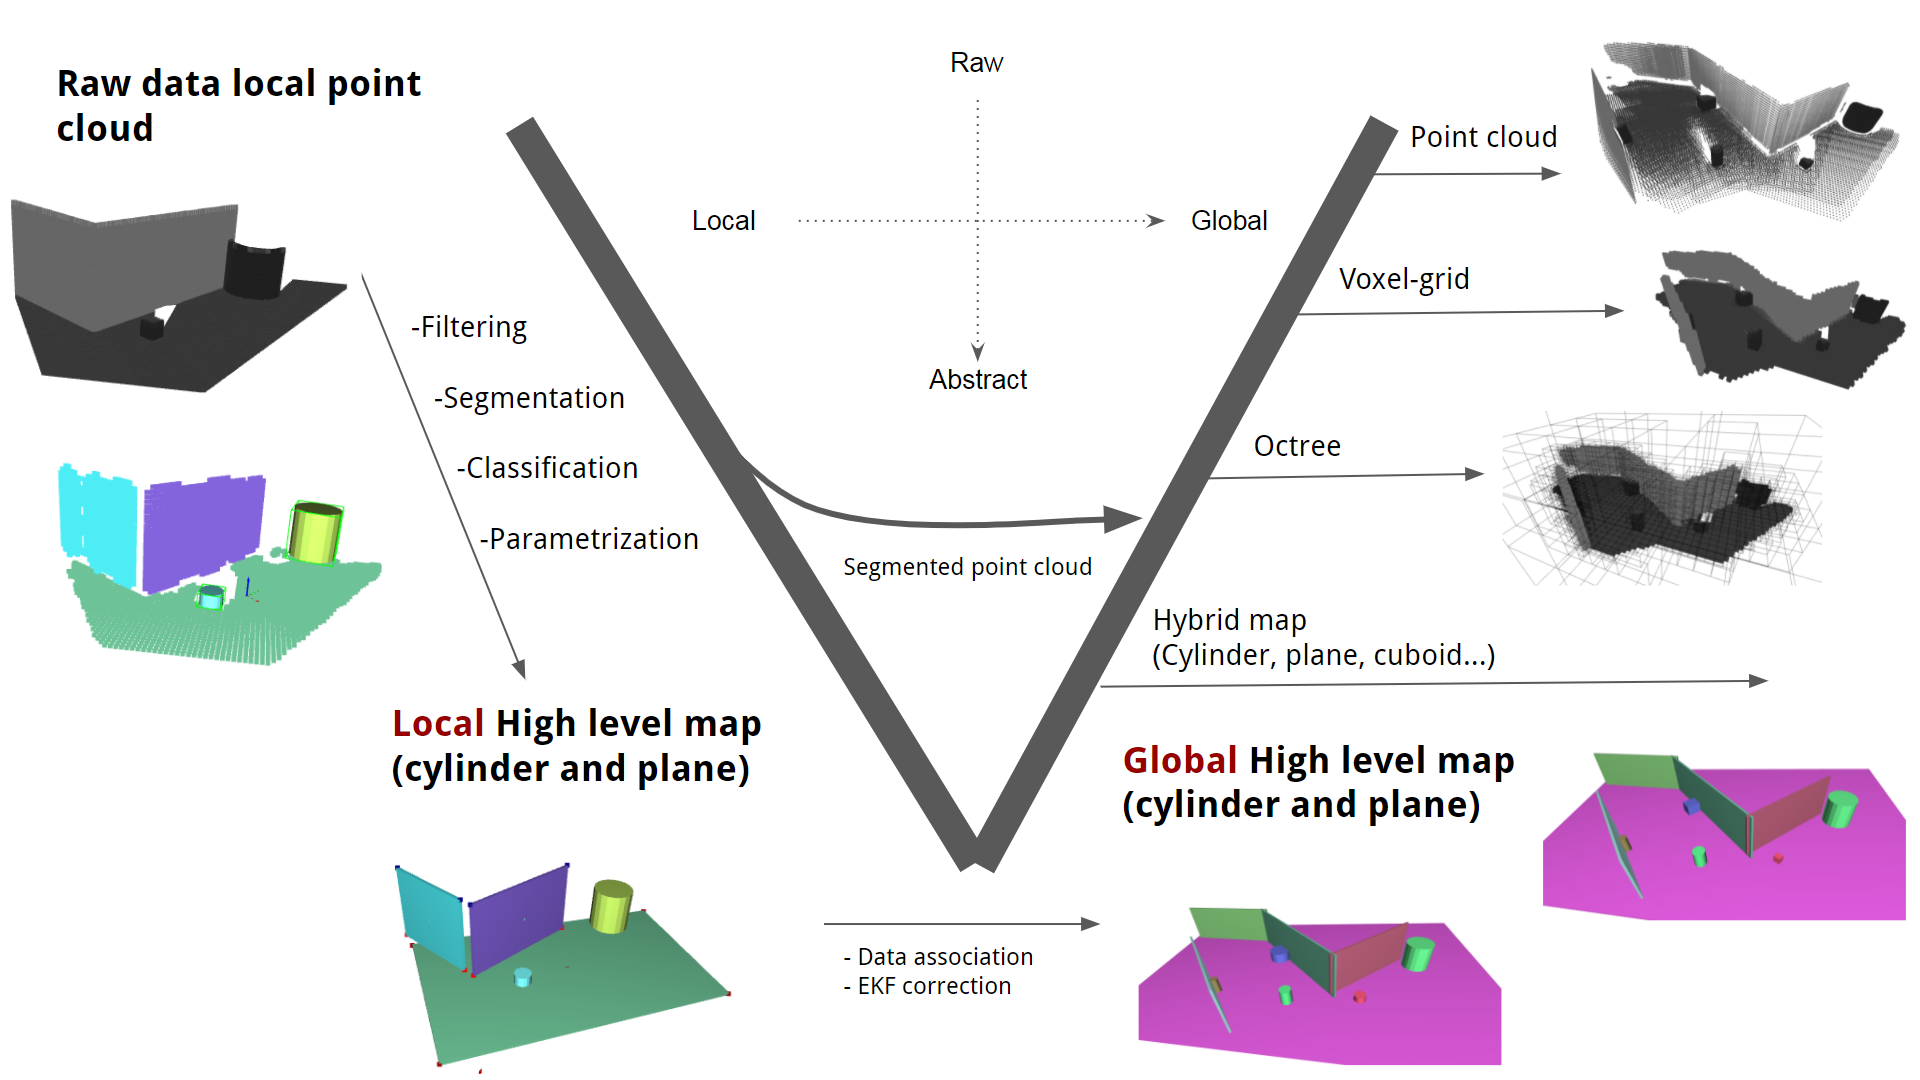 Raw data local point
cloud
Raw
Local
Global
Abstract
Point cloud
Voxel-grid
Octree
-Filtering
-Segmentation
-Classification
-Parametrization
Segmented point cloud
Hybrid map
(Cylinder, plane, cuboid...)
Local High level map
(cylinder and plane)
Global High level map
(cylinder and plane)
- Data association
- EKF correction